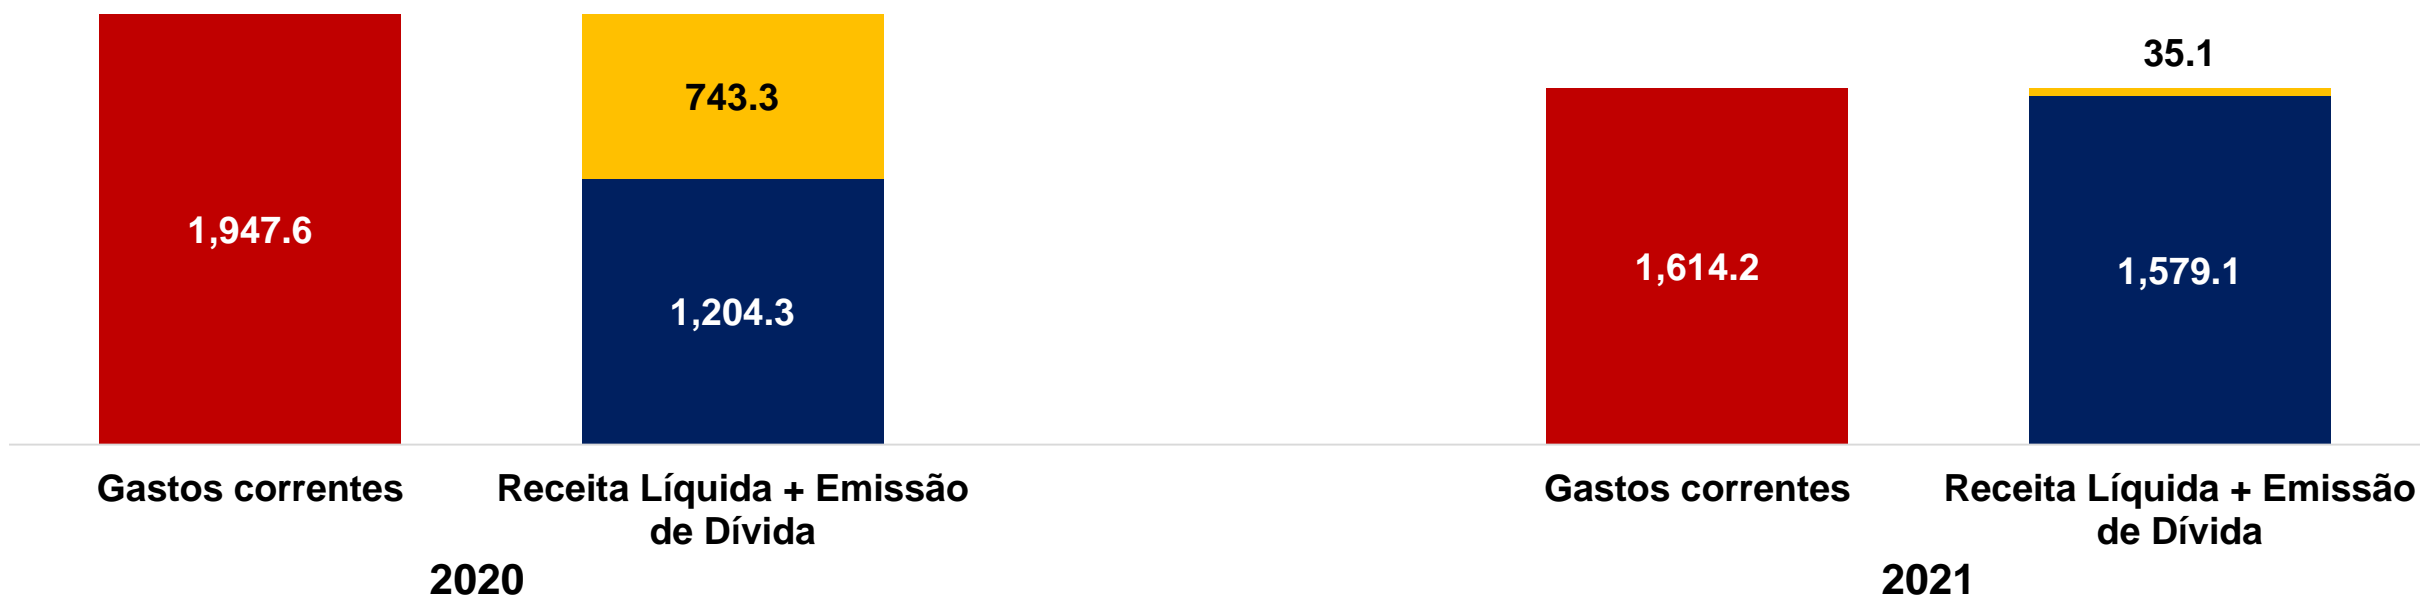 35.1
743.3
1,947.6
1,614.2
1,579.1
1,204.3
Gastos correntes
Receita Líquida + Emissão
de Dívida
Gastos correntes
Receita Líquida + Emissão
de Dívida
2020
2021